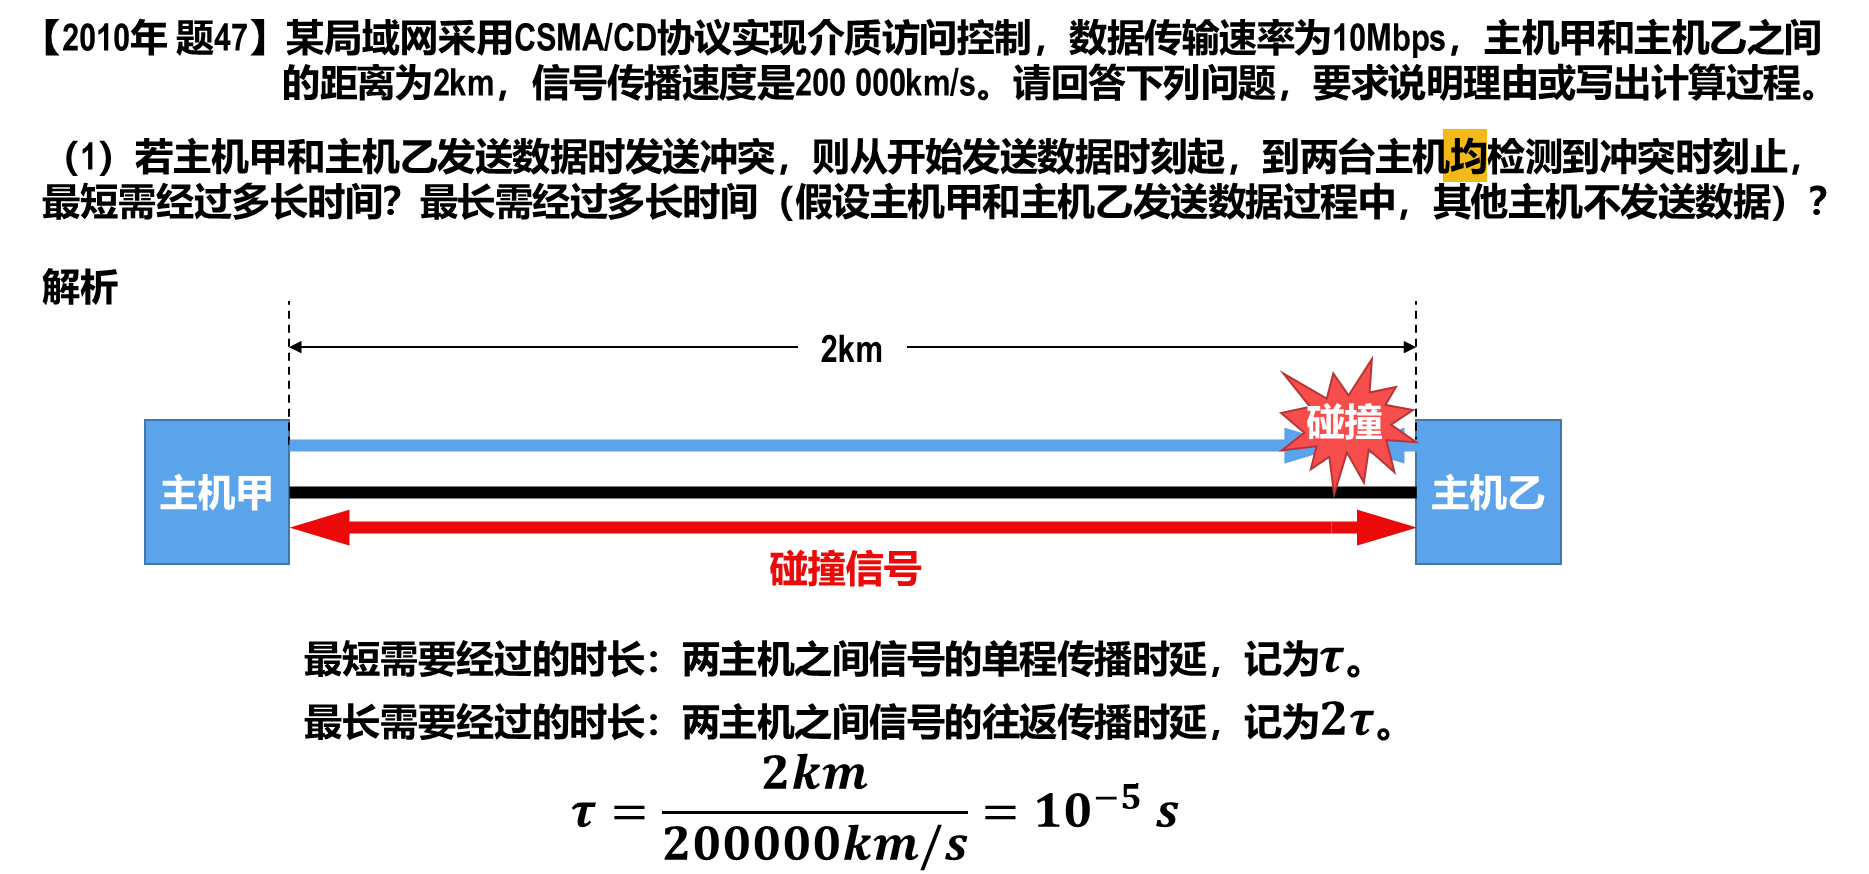 【2010年 题47】某局域网采用CSMA/CD协议实现介质访问控制，数据传输速率为10Mbps，主机甲和主机乙之间
的距离为2km，信号传播速度是200 000km/s。请回答下列问题，要求说明理由或写出计算过程。
（1）若主机甲和主机乙发送数据时发送冲突，则从开始发送数据时刻起，到两台主机均检测到冲突时刻止，
最短需经过多长时间？最长需经过多长时间（假设主机甲和主机乙发送数据过程中，其他主机不发送数据）？
解析
2km
碰撞
主机甲
主机乙
碰撞信号
最短需要经过的时长：两主机之间信号的单程传播时延，记为τ。
最长需要经过的时长：两主机之间信号的往返传播时延，记为2τ。
τ = 2km / 200000km/s = 10⁻⁵ s